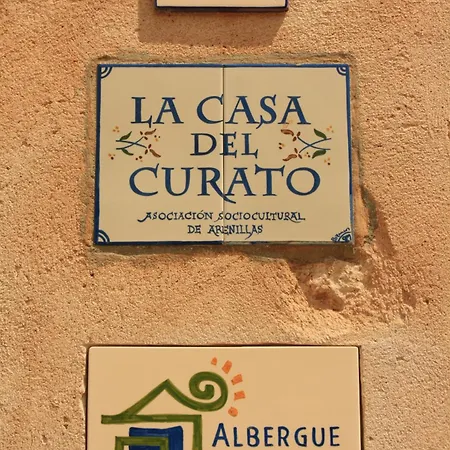 LA CASA
DEL
CURATO
ASOCIACIÓN SOCIOCULTURAL
DE ARENILLAS
ALBERGUE